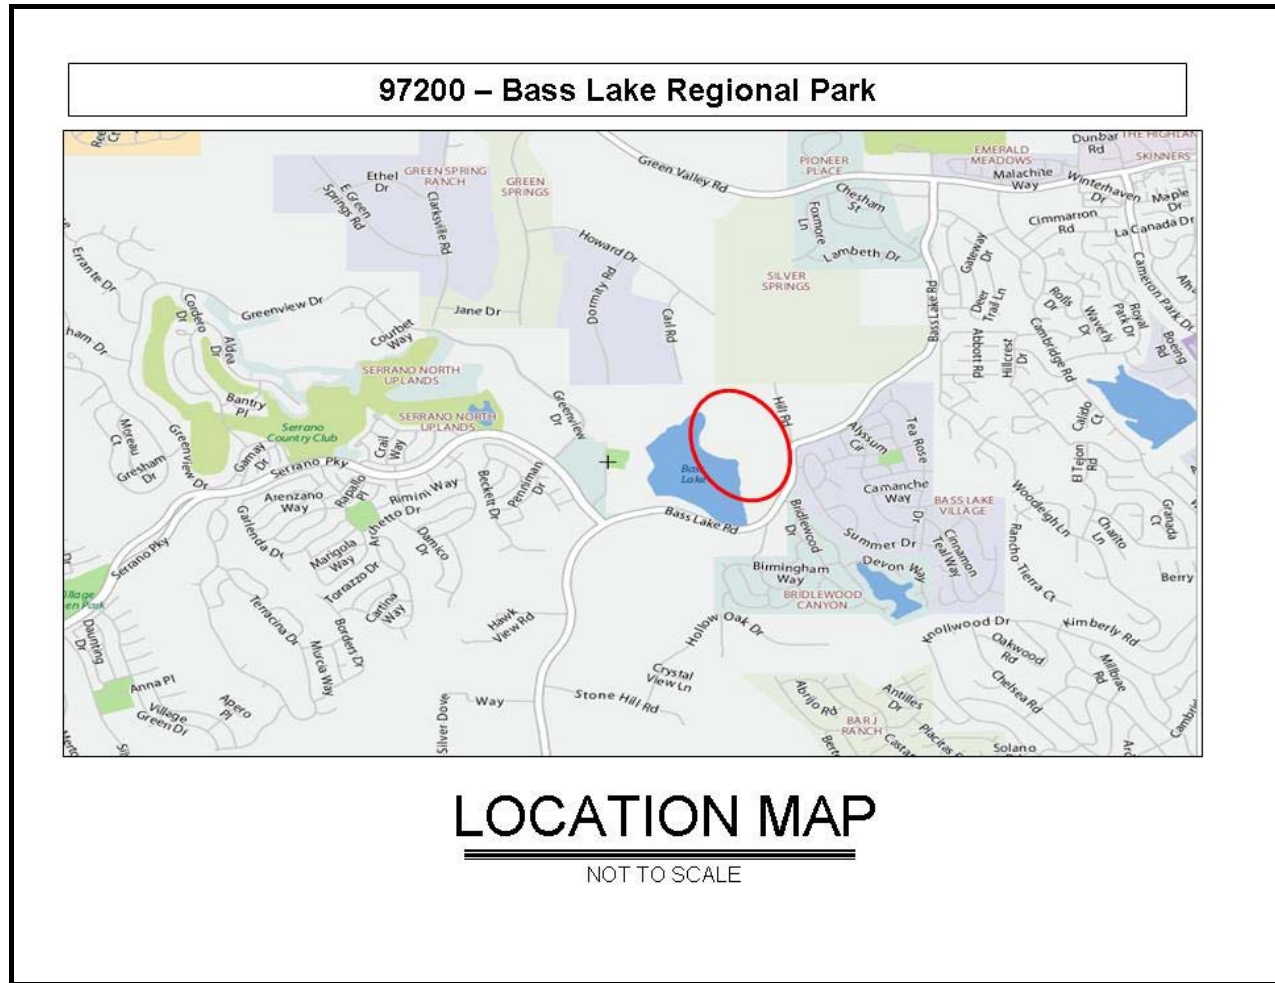 97200 – Bass Lake Regional Park
Dunbar
Rd
THE HIGHLAN
SKINNERS
EMERALD
MEADOWS
Malachite
Way
Winterhaven
Dr
Maple
Dr
PIONEER
PLACE
Green Valley Rd
Ethel
Dr
GREEN SPRING
RANCH
E Green
Springs Rd
Clarksville Rd
GREEN
SPRINGS
Chesham
St
Foxmore
Ln
Lambeth Dr
Cimmarron
Rd
La Canada Dr
Cameron Park Dr
Howard Dr
Dormity Rd
Carl Rd
SILVER
SPRINGS
Bass Lake Rd
Gateway
Dr
Deer
Trail Ln
Rolls
Dr
Waverly
Dr
Royal
Park Dr
Boeing
Rd
Errante Dr
Cordero
Dr
Aldea
Dr
Greenview Dr
Courbet
Way
Jane Dr
Abbott Rd
Hillcrest
Dr
Cambridge Rd
ham Dr
SERRANO NORTH
UPLANDS
Bantry
Pl
SERRANO NORTH
UPLANDS
Greenview
Dr
Hill Rd
Alyssum
Cir
Tea Rose
Dr
Calido
Ct
El Tejon
Rd
Moreau
Ct
Gresham
Dr
Greenview Dr
Serrano
Country Club
Gamay
Dr
Serrano Pky
Crail
Way
Rapallo
Pl
Arenzano
Way
Rimini Way
Archetto Dr
Beckett Dr
Penniman
Dr
Bass
Lake
Bass Lake Rd
Camanche
Way
BASS LAKE
VILLAGE
Woodleigh Ln
Charito
Ln
Granada
Ct
Garlenda Dr
Marigola
Way
Torazzo Dr
Damico
Dr
Cartina
Way
Bridlewood
Dr
Summer Dr
Cinnamon
Teal Way
Devon Way
Birmingham
Way
BRIDLEWOOD
CANYON
Rancho
Tierra Ct
Berry
Serrano Pky
Village
en Park
Daunting
Dr
Terracina Dr
Murcia Way
Borders Dr
Hawk
View Rd
Hollow Oak Dr
Knollwood Dr
Oakwood
Rd
Kimberly Rd
Millbrae
Rd
Chelsea Rd
Crystal
View Ln
Stone Hill Rd
Way
Silver Dove
Anna Pl
Village
Green Dr
Apero
Pl
Abrijo Rd
Antilles
Dr
BAR J
RANCH
Placitas
Solano
Rd
LOCATION MAP
NOT TO SCALE